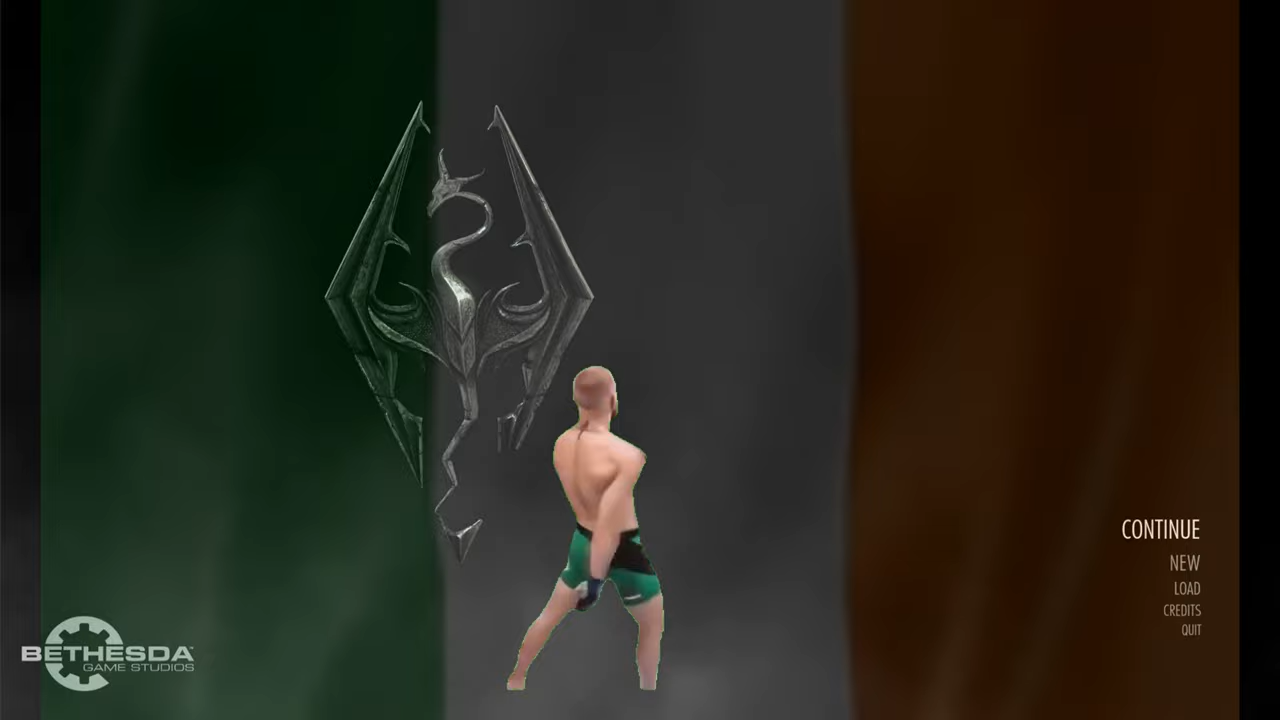 CONTINUE
NEW
LOAD
CREDITS
QUIT
BETHESDA
GAME STUDIOS